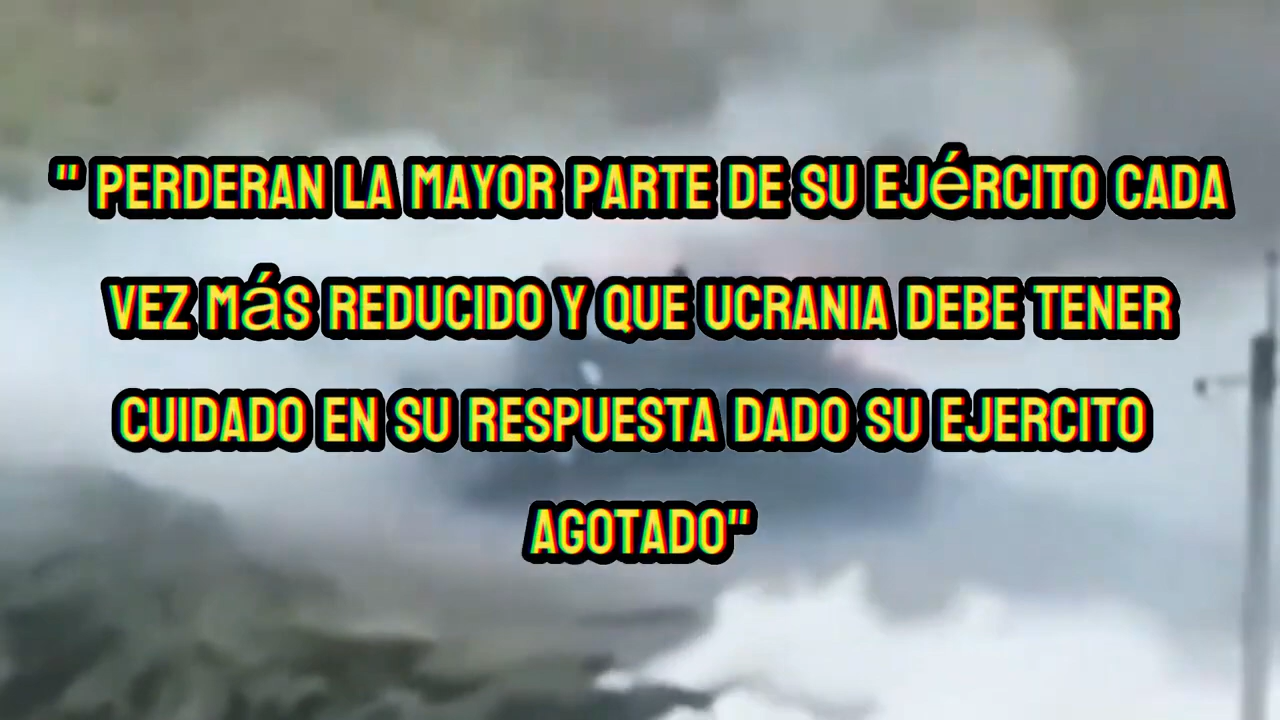 " PERDERAN LA MAYOR PARTE DE SU EJéRCITO CADA
VEZ MáS REDUCIDO Y QUE UCRANIA DEBE TENER
CUIDADO EN SU RESPUESTA DADO SU EJERCITO
AGOTADO"